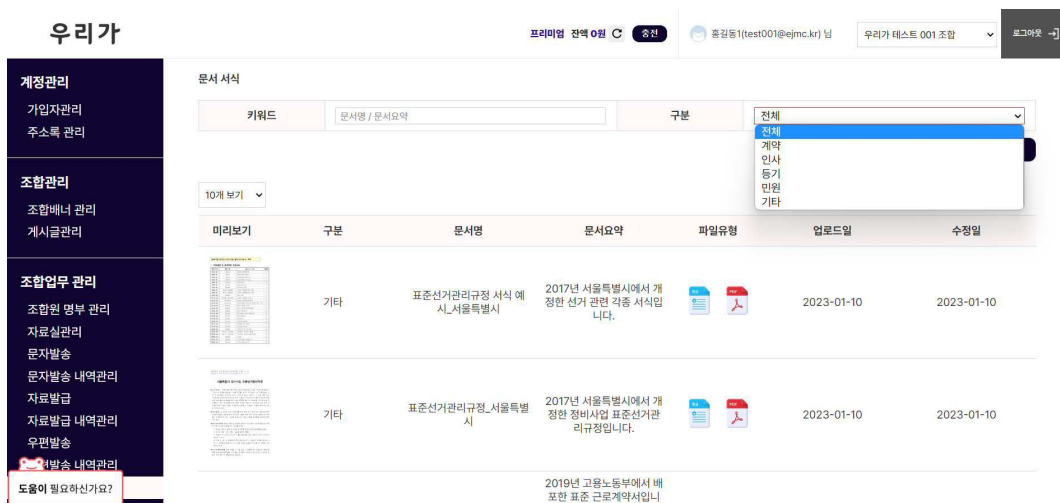 우리가
프리미엄 잔액 0원 충전
홍길동1(test001@ejmc.kr) 님
우리가 테스트 001 조합
로그아웃
계정관리
가입자관리
주소록 관리
조합관리
조합배너 관리
게시글관리
조합업무 관리
조합원 명부 관리
자료실관리
문자발송
문자발송 내역관리
자료발급
자료발급 내역관리
우편발송
발송 내역관리
도움이 필요하신가요?
문서 서식
키워드
문서명 / 문서요약
구분
전체
전체
계약
인사
등기
민원
기타
10개 보기
미리보기 구분 문서명 문서요약 파일유형 업로드일 수정일
기타
표준선거관리규정 서식 예
시_서울특별시
2017년 서울특별시에서 개
정한 선거 관련 각종 서식입
니다.
PDF
2023-01-10
2023-01-10
기타
표준선거관리규정_서울특별
시
2017년 서울특별시에서 개
정한 정비사업 표준선거관
리규정입니다.
PDF
2023-01-10
2023-01-10
2019년 고용노동부에서 배
포한 표준 근로계약서입니